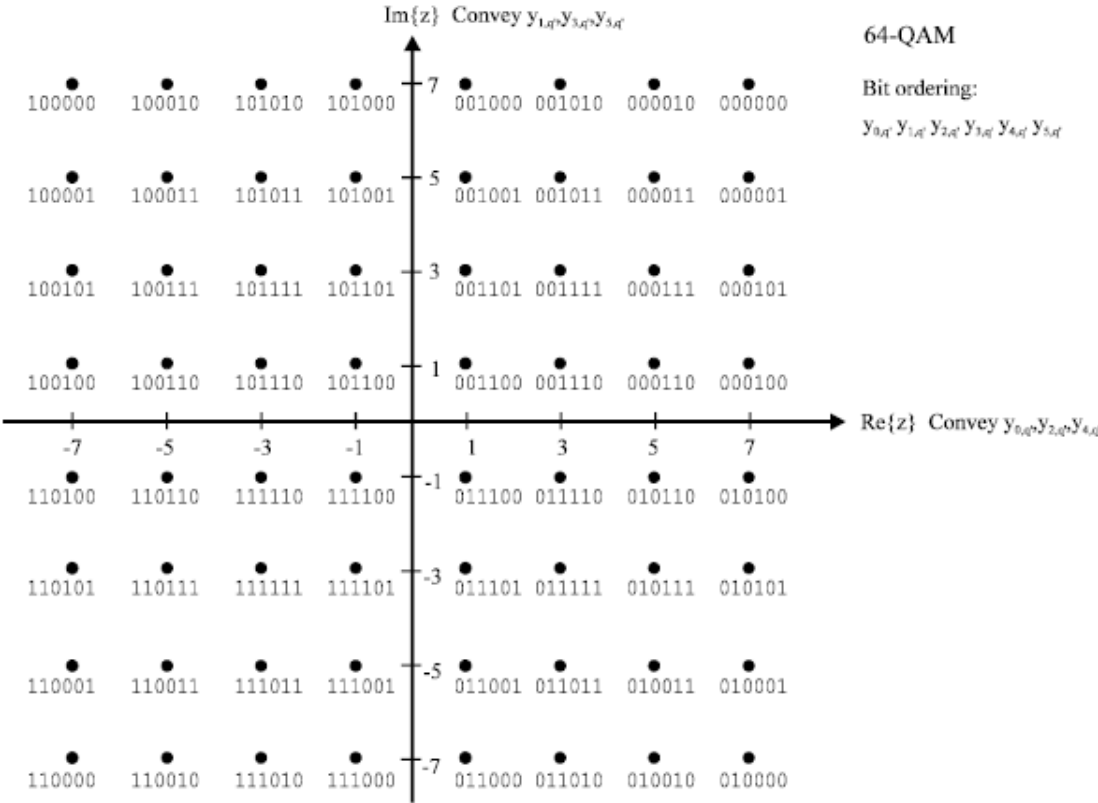 Im{z} Convey y1,q',y3,q',y5,q'
64-QAM
Bit ordering:
y0,q' y1,q' y2,q' y3,q' y4,q' y5,q'
7
100000 100010 101010 101000 001000 001010 000010 000000
5
100001 100011 101011 101001 001001 001011 000011 000001
3
100101 100111 101111 101101 001101 001111 000111 000101
1
100100 100110 101110 101100 001100 001110 000110 000100
Re{z} Convey y0,q',y2,q',y4,q'
-7 -5 -3 -1 1 3 5 7
-1
110100 110110 111110 111100 011100 011110 010110 010100
-3
110101 110111 111111 111101 011101 011111 010111 010101
-5
110001 110011 111011 111001 011001 011011 010011 010001
-7
110000 110010 111010 111000 011000 011010 010010 010000